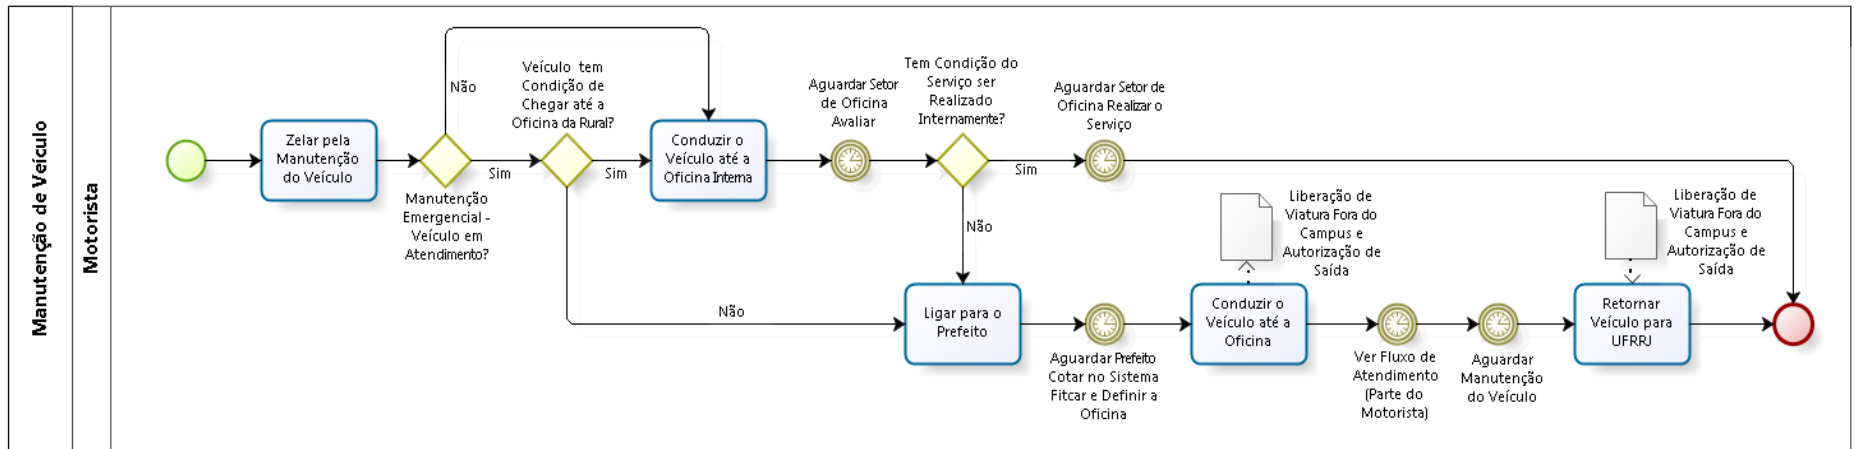 Manutenção de Veículo
Motorista
Zelar pela
Manutenção
do Veículo
Não
Manutenção
Emergencial -
Veículo em
Atendimento?
Sim
Veículo tem
Condição de
Chegar até a
Oficina da Rural?
Sim
Não
Conduzir o
Veículo até a
Oficina Interna
Aguardar Setor
de Oficina
Avaliar
Tem Condição do
Serviço ser
Realizado
Internamente?
Sim
Não
Aguardar Setor de
Oficina Realizar o
Serviço
Ligar para o
Prefeito
Aguardar Prefeito
Cotar no Sistema
Fitcar e Definir a
Oficina
Conduzir o
Veículo até a
Oficina
Liberação de
Viatura Fora do
Campus e
Autorização de
Saída
Ver Fluxo de
Atendimento
(Parte do
Motorista)
Aguardar
Manutenção
do Veículo
Retornar
Veículo para
UFRRJ
Liberação de
Viatura Fora do
Campus e
Autorização de
Saída